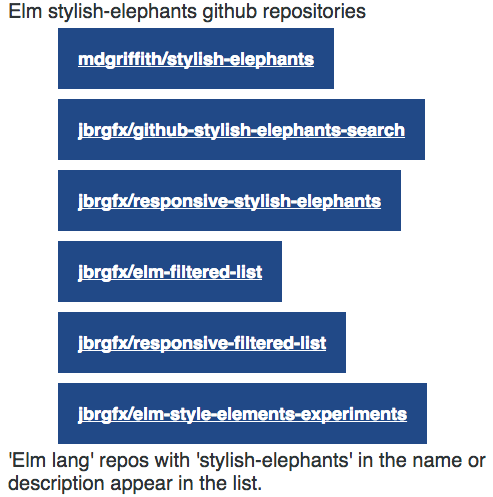 Elm stylish-elephants github repositories
mdgriffith/stylish-elephants
jbrgfx/github-stylish-elephants-search
jbrgfx/responsive-stylish-elephants
jbrgfx/elm-filtered-list
jbrgfx/responsive-filtered-list
jbrgfx/elm-style-elements-experiments
'Elm lang' repos with 'stylish-elephants' in the name or
description appear in the list.